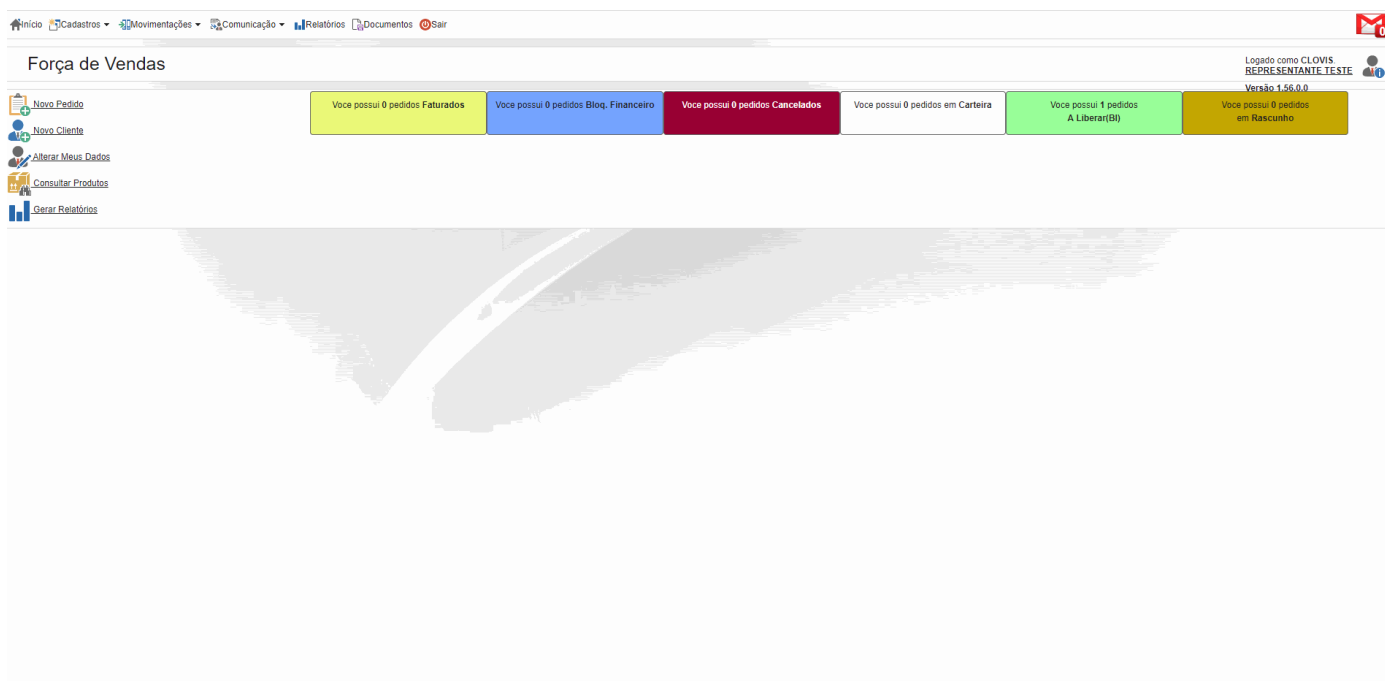 Início Cadastros Movimentações Comunicação Relatórios Documentos Sair
0
Força de Vendas
Logado como CLOVIS.
REPRESENTANTE TESTE
Versão 1.56.0.0
Novo Pedido
Novo Cliente
Alterar Meus Dados
Consultar Produtos
Gerar Relatórios
Voce possui 0 pedidos Faturados
Voce possui 0 pedidos Bloq. Financeiro
Voce possui 0 pedidos Cancelados
Voce possui 0 pedidos em Carteira
Voce possui 1 pedidos
A Liberar(BI)
Voce possui 0 pedidos
em Rascunho